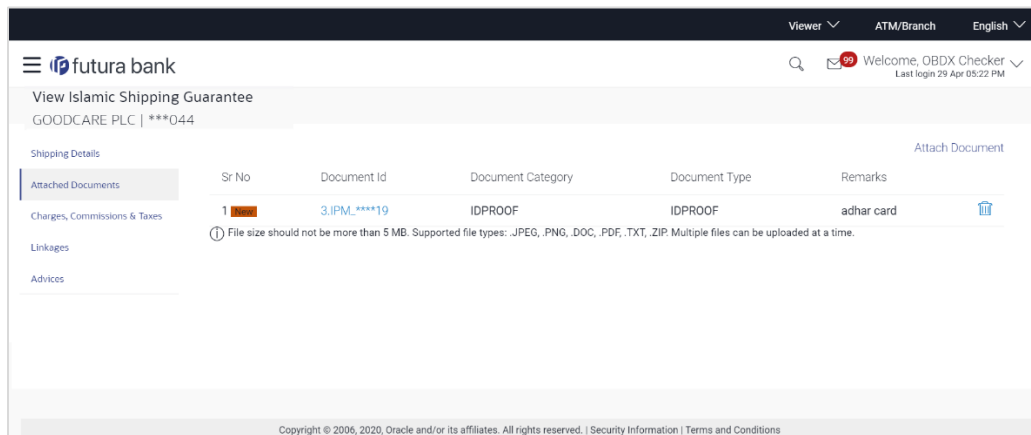 Viewer ATM/Branch English
futura bank 99 Welcome, OBDX Checker
Last login 29 Apr 05:22 PM
View Islamic Shipping Guarantee
GOODCARE PLC | ***044
Shipping Details
Attached Documents
Charges, Commissions & Taxes
Linkages
Advices
Attach Document
Sr No Document Id Document Category Document Type Remarks
1 New 3.IPM_****19 IDPROOF IDPROOF adhar card
File size should not be more than 5 MB. Supported file types: .JPEG, .PNG, .DOC, .PDF, .TXT, .ZIP. Multiple files can be uploaded at a time.
Copyright © 2006, 2020, Oracle and/or its affiliates. All rights reserved. | Security Information | Terms and Conditions